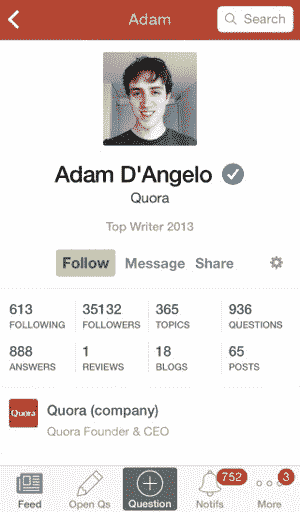 Adam
Search
Adam D'Angelo
Quora
Top Writer 2013
Follow Message Share
613 35132 365 936
FOLLOWING FOLLOWERS TOPICS QUESTIONS
888 1 18 65
ANSWERS REVIEWS BLOGS POSTS
Quora Quora (company)
Quora Founder & CEO
752 3
Feed Open Qs Question Notifs More